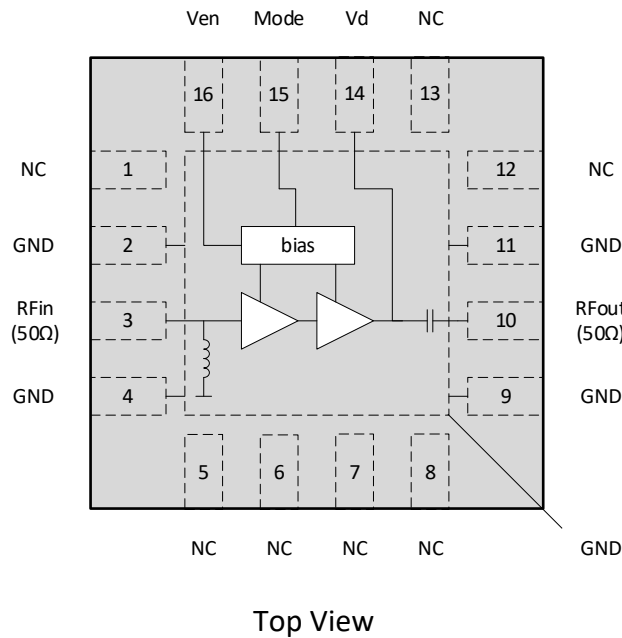 Ven Mode Vd NC
16 15 14 13
NC 1 12 NC
GND 2 11 GND
bias
RFin 3 10 RFout
(50Ω) (50Ω)
GND 4 9 GND
5 6 7 8
NC NC NC NC GND
Top View